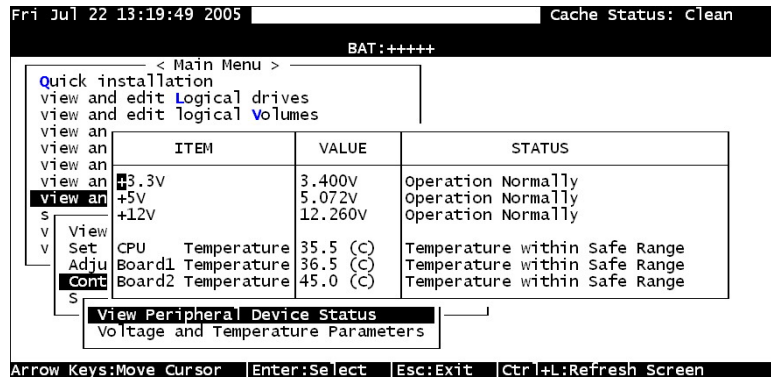 Fri Jul 22 13:19:49 2005 Cache Status: Clean
BAT:+++++
< Main Menu >
Quick installation
view and edit Logical drives
view and edit logical Volumes
view an
view an ITEM VALUE STATUS
view an
view an +3.3V 3.400V Operation Normally
view an +5V 5.072V Operation Normally
s +12V 12.260V Operation Normally
v View
v Set CPU Temperature 35.5 (C) Temperature within Safe Range
Adju Board1 Temperature 36.5 (C) Temperature within Safe Range
Cont Board2 Temperature 45.0 (C) Temperature within Safe Range
S
View Peripheral Device Status
Voltage and Temperature Parameters
Arrow Keys:Move Cursor |Enter:Select |Esc:Exit |Ctrl+L:Refresh Screen